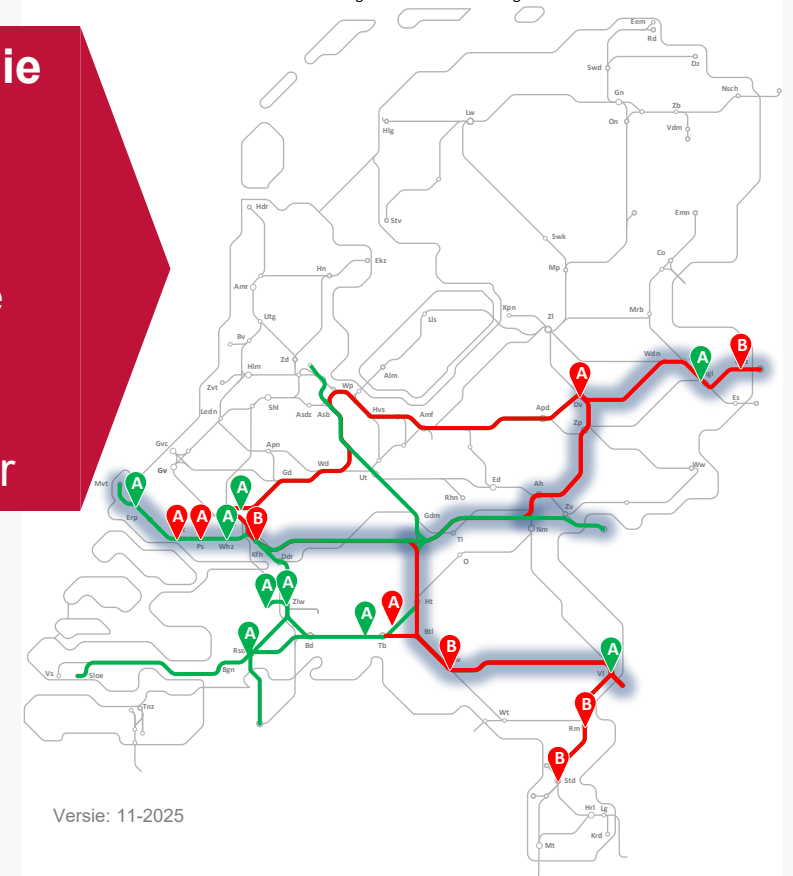 ie
e
r
Eem
Rd
Swd
Dz
Gn
Nsch
Zb
On
Lw
Hlg
Vdm
Stv
Hdr
Emn
Swk
Co
Ekz
Hn
Mp
Amr
Kpn
Mrb
Lls
Utg
Zl
Bv
Zd
Wdn
A
B
Hlm
Alm
A
Zvt
Wp
Shl
Ledn
Asdz
Asb
Hvs
Amf
Apd
Dv
Es
Zp
Gvc
Apn
Gv
Wd
Ww
Gd
Ut
Ed
Ah
Mvt
A
A
Rhn
Erp
A
A
A
B
Gdm
Zv
Ps
Whz
Kfh
Ddr
Tl
Nm
O
A
A
Zlw
A
A
Ht
A
Btl
Rsd
Bd
Tb
B
A
Vs
Sloe
Bgn
Vl
B
Tnz
Wt
Rm
B
Std
Hrl
Lg
Krd
Mt
Versie: 11-2025